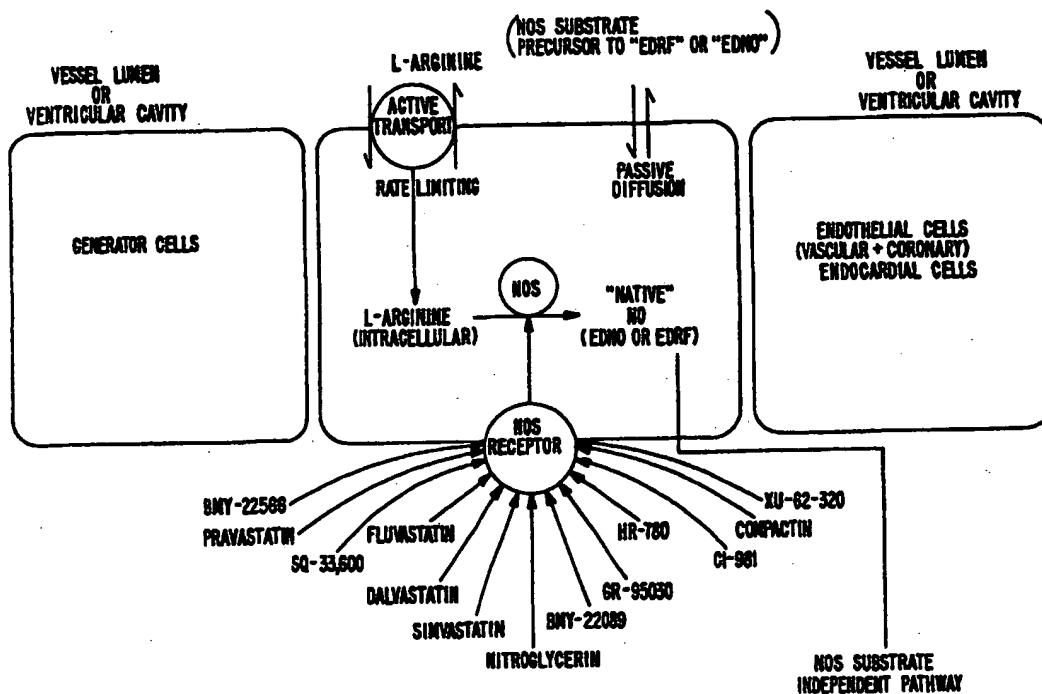 (NOS SUBSTRATE
PRECURSOR TO "EDRF" OR "EDNO")
L-ARGININE
VESSEL LUMEN
OR
VENTRICULAR CAVITY
VESSEL LUMEN
OR
VENTRICULAR CAVITY
ACTIVE
TRANSPORT
RATE LIMITING
PASSIVE
DIFFUSION
GENERATOR CELLS
ENDOTHELIAL CELLS
(VASCULAR + CORONARY)
ENDOCARDIAL CELLS
NOS
L-ARGININE
(INTRACELLULAR)
"NATIVE"
NO
(EDNO OR EDRF)
NOS
RECEPTOR
BMY-22566
PRAVASTATIN
SQ-33,600
FLUVASTATIN
DALVASTATIN
SIMVASTATIN
NITROGLYCERIN
BMY-22089
GR-95030
HR-780
CI-981
COMPACTIN
XU-62-320
NOS SUBSTRATE
INDEPENDENT PATHWAY